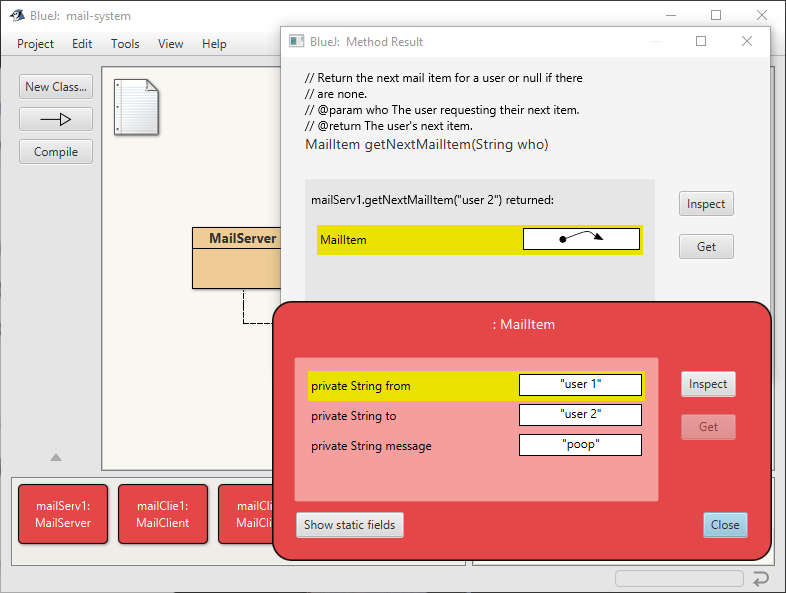 BlueJ: mail-system
Project Edit Tools View Help
New Class...
Compile
MailServer
BlueJ: Method Result
// Return the next mail item for a user or null if there
// are none.
// @param who The user requesting their next item.
// @return The user's next item.
MailItem getNextMailItem(String who)
mailServ1.getNextMailItem("user 2") returned:
MailItem
Inspect
Get
: MailItem
private String from "user 1"
private String to "user 2"
private String message "poop"
Inspect
Get
Show static fields
Close
mailServ1:
MailServer
mailClie1:
MailClient
mailCli
MailCli